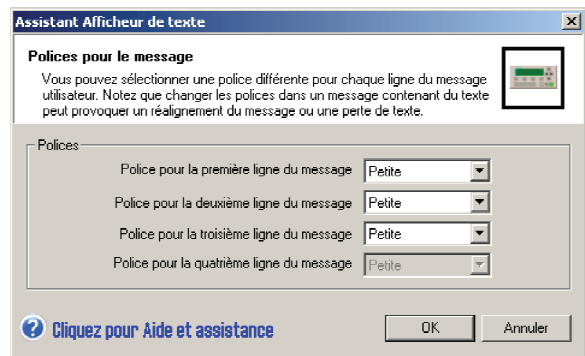 Assistant Afficheur de texte
Polices pour le message
Vous pouvez sélectionner une police différente pour chaque ligne du message
utilisateur. Notez que changer les polices dans un message contenant du texte
peut provoquer un réalignement du message ou une perte de texte.
Polices
Police pour la première ligne du message Petite
Police pour la deuxième ligne du message Petite
Police pour la troisième ligne du message Petite
Police pour la quatrième ligne du message Petite
Cliquez pour Aide et assistance
OK Annuler